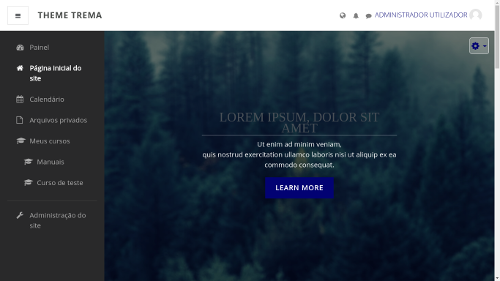 THEME TREMA
ADMINISTRADOR UTILIZADOR
Painel
Página inicial do
site
Calendário
Arquivos privados
Meus cursos
Manuais
Curso de teste
Administração do
site
LOREM IPSUM, DOLOR SIT
AMET
Ut enim ad minim veniam,
quis nostrud exercitation ullamco laboris nisi ut aliquip ex ea
commodo consequat.
LEARN MORE